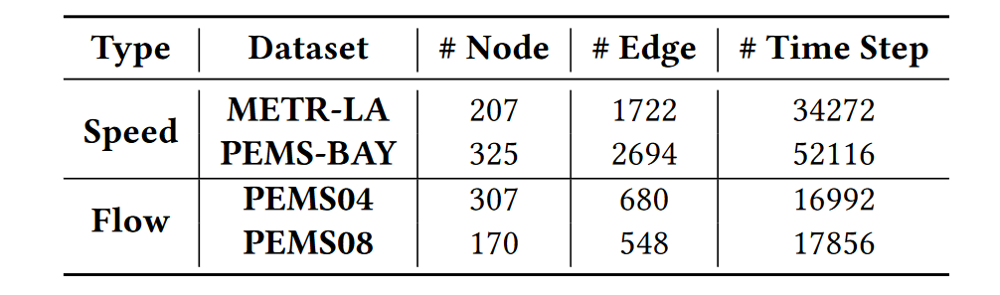 Type Dataset # Node # Edge # Time Step
Speed METR-LA 207 1722 34272
PEMS-BAY 325 2694 52116
Flow PEMS04 307 680 16992
PEMS08 170 548 17856